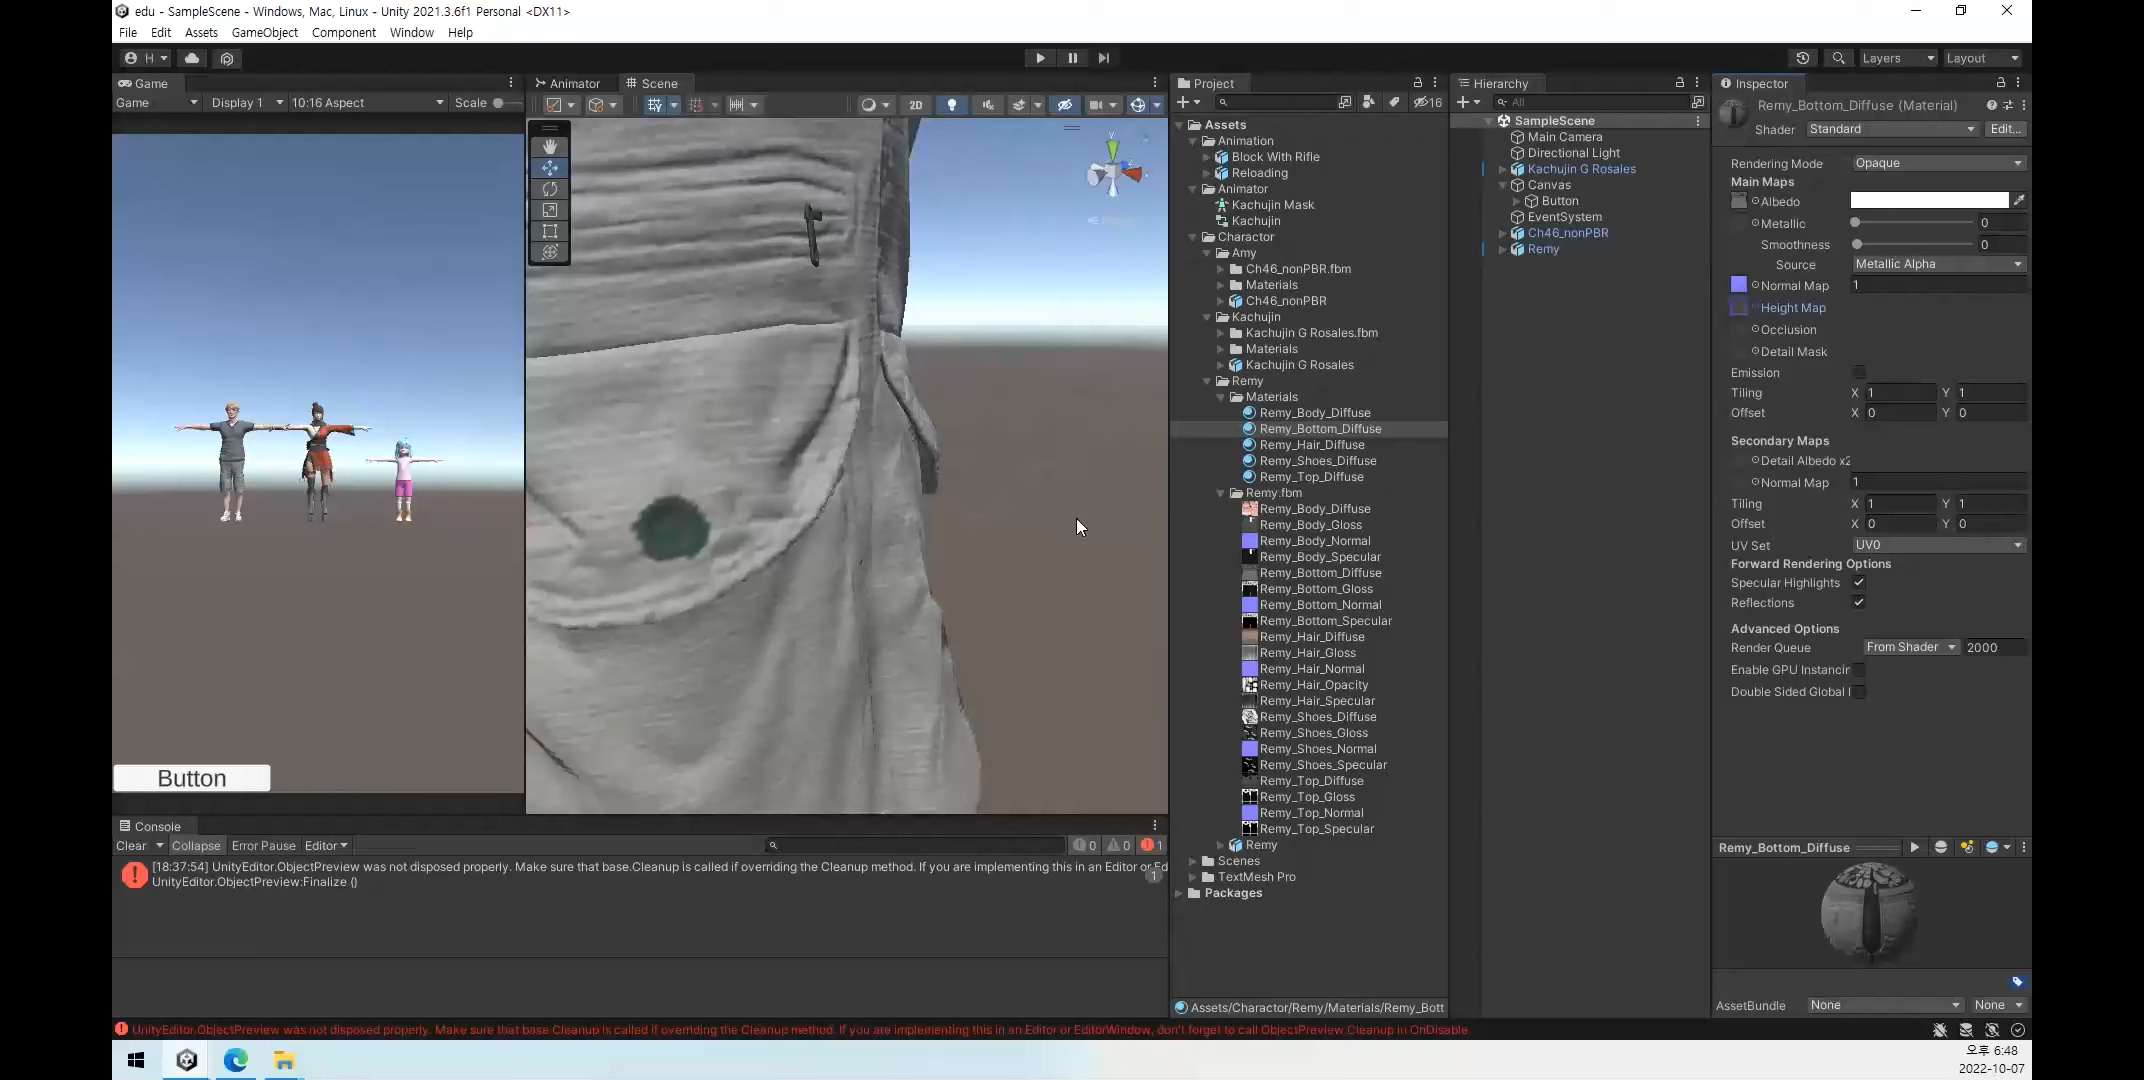 edu - SampleScene - Windows, Mac, Linux - Unity 2021.3.6f1 Personal <DX11>
File Edit Assets GameObject Component Window Help
H
Layers Layout
Game
Game Display 1 10:16 Aspect Scale
Button
Animator Scene
2D
Console
Clear Collapse Error Pause Editor
0 0 1
[18:37:54] UnityEditor.ObjectPreview was not disposed properly. Make sure that base.Cleanup is called if overriding the Cleanup method. If you are implementing this in an Editor or Ed
UnityEditor.ObjectPreview:Finalize ()
1
Project
16
Assets
Animation
Block With Rifle
Reloading
Animator
Kachujin Mask
Kachujin
Charactor
Amy
Ch46_nonPBR.fbm
Materials
Ch46_nonPBR
Kachujin
Kachujin G Rosales.fbm
Materials
Kachujin G Rosales
Remy
Materials
Remy_Body_Diffuse
Remy_Bottom_Diffuse
Remy_Hair_Diffuse
Remy_Shoes_Diffuse
Remy_Top_Diffuse
Remy.fbm
Remy_Body_Diffuse
Remy_Body_Gloss
Remy_Body_Normal
Remy_Body_Specular
Remy_Bottom_Diffuse
Remy_Bottom_Gloss
Remy_Bottom_Normal
Remy_Bottom_Specular
Remy_Hair_Diffuse
Remy_Hair_Gloss
Remy_Hair_Normal
Remy_Hair_Opacity
Remy_Hair_Specular
Remy_Shoes_Diffuse
Remy_Shoes_Gloss
Remy_Shoes_Normal
Remy_Shoes_Specular
Remy_Top_Diffuse
Remy_Top_Gloss
Remy_Top_Normal
Remy_Top_Specular
Remy
Scenes
TextMesh Pro
Packages
Assets/Charactor/Remy/Materials/Remy_Bott
Hierarchy
All
SampleScene
Main Camera
Directional Light
Kachujin G Rosales
Canvas
Button
EventSystem
Ch46_nonPBR
Remy
Inspector
Remy_Bottom_Diffuse (Material)
Shader Standard Edit...
Rendering Mode Opaque
Main Maps
Albedo
Metallic 0
Smoothness 0
Source Metallic Alpha
Normal Map 1
Height Map
Occlusion
Detail Mask
Emission
Tiling X 1 Y 1
Offset X 0 Y 0
Secondary Maps
Detail Albedo x2
Normal Map 1
Tiling X 1 Y 1
Offset X 0 Y 0
UV Set UV0
Forward Rendering Options
Specular Highlights
Reflections
Advanced Options
Render Queue From Shader 2000
Enable GPU Instancin
Double Sided Global I
Remy_Bottom_Diffuse
AssetBundle None None
UnityEditor.ObjectPreview was not disposed properly. Make sure that base.Cleanup is called if overriding the Cleanup method. If you are implementing this in an Editor or EditorWindow, don't forget to call ObjectPreview.Cleanup in OnDisable
오후 6:48
2022-10-07